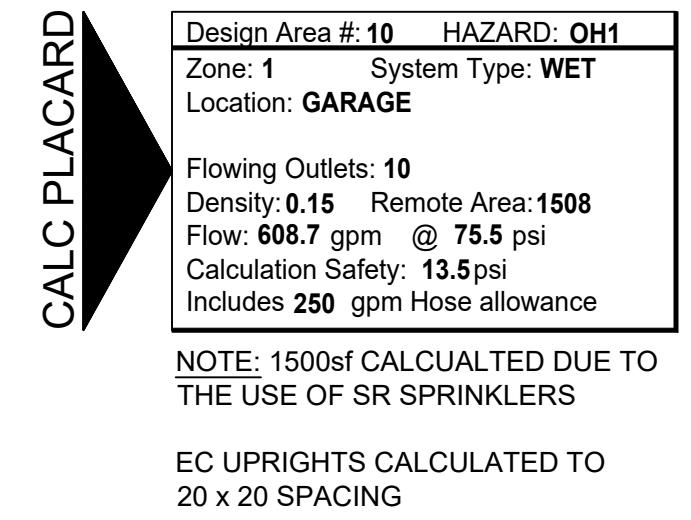 CALC PLACARD
Design Area #: 10 HAZARD: OH1
Zone: 1 System Type: WET
Location: GARAGE
Flowing Outlets: 10
Density: 0.15 Remote Area: 1508
Flow: 608.7 gpm @ 75.5 psi
Calculation Safety: 13.5 psi
Includes 250 gpm Hose allowance
NOTE: 1500sf CALCUALTED DUE TO
THE USE OF SR SPRINKLERS
EC UPRIGHTS CALCULATED TO
20 x 20 SPACING